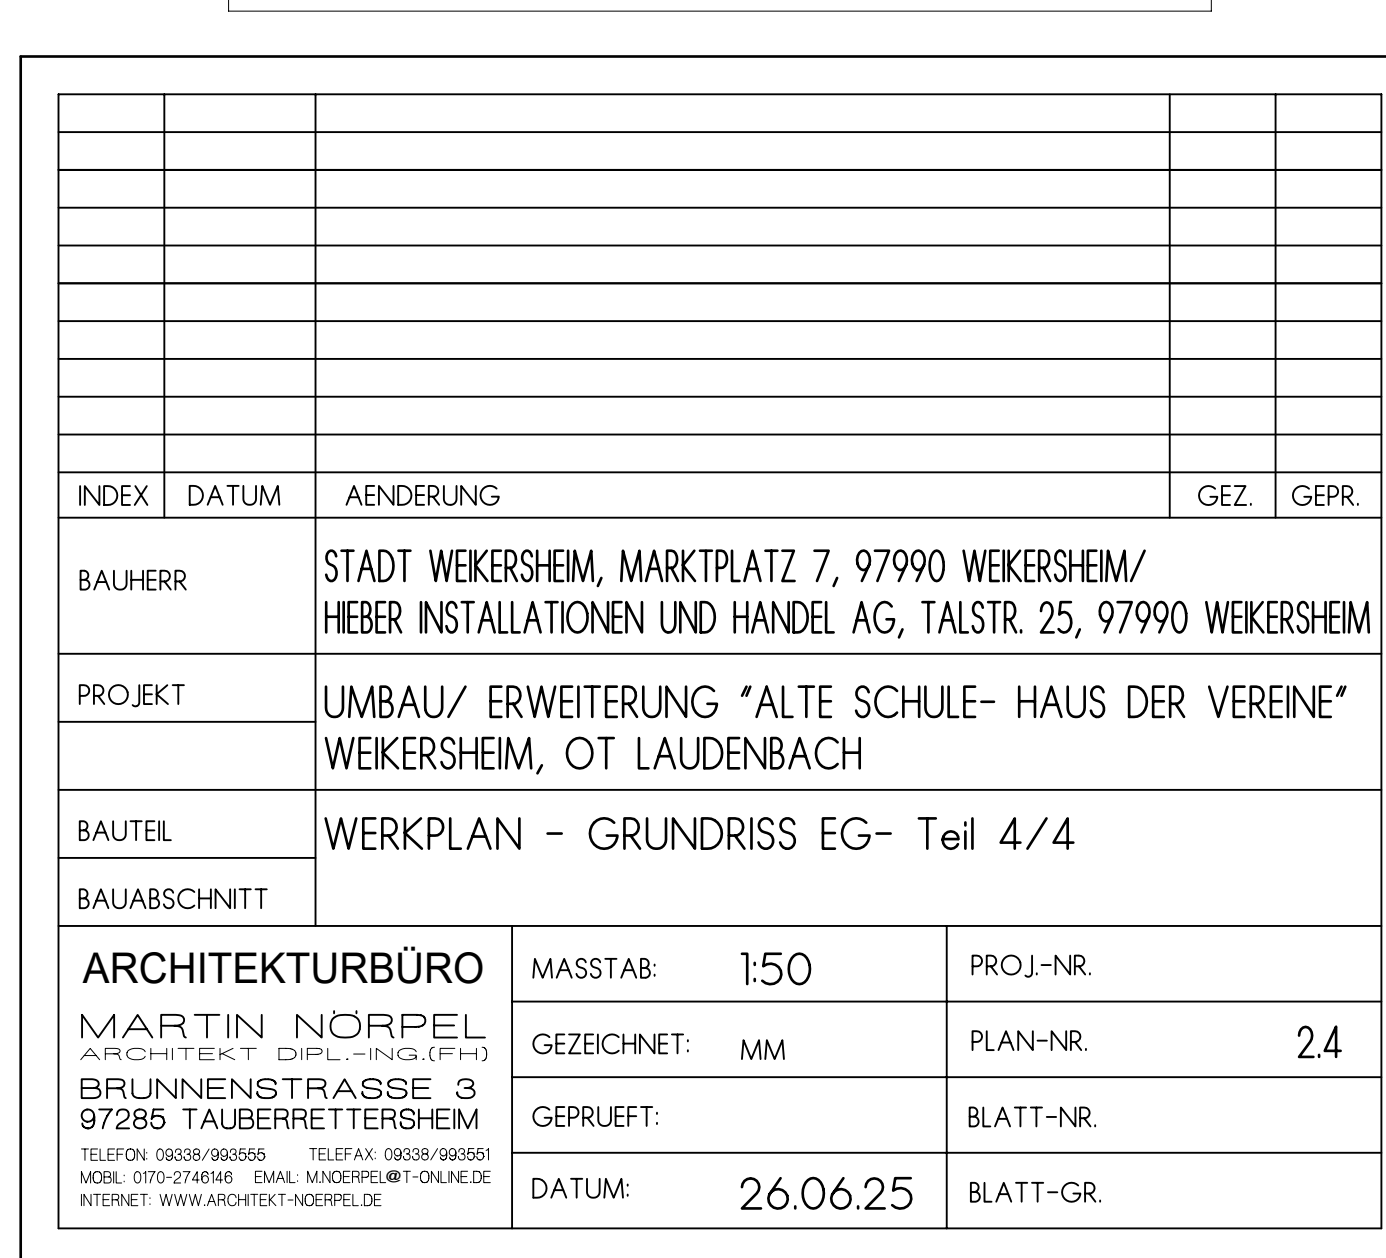 INDEX DATUM AENDERUNG GEZ. GEPR.
BAUHERR
STADT WEIKERSHEIM, MARKTPLATZ 7, 97990 WEIKERSHEIM/
HIEBER INSTALLATIONEN UND HANDEL AG, TALSTR. 25, 97990 WEIKERSHEIM
PROJEKT
UMBAU/ ERWEITERUNG "ALTE SCHULE- HAUS DER VEREINE"
WEIKERSHEIM, OT LAUDENBACH
BAUTEIL
WERKPLAN - GRUNDRISS EG- Teil 4/4
BAUABSCHNITT
ARCHITEKTURBÜRO
MARTIN NÖRPEL
ARCHITEKT DIPL.-ING.(FH)
BRUNNENSTRASSE 3
97285 TAUBERRETTERSHEIM
TELEFON: 09338/993555 TELEFAX: 09338/993551
MOBIL: 0170-2746146 EMAIL: M.NOERPEL@T-ONLINE.DE
INTERNET: WWW.ARCHITEKT-NOERPEL.DE
MASSTAB: 1:50
GEZEICHNET: MM
GEPRUEFT:
DATUM: 26.06.25
PROJ.-NR.
PLAN-NR. 2.4
BLATT-NR.
BLATT-GR.